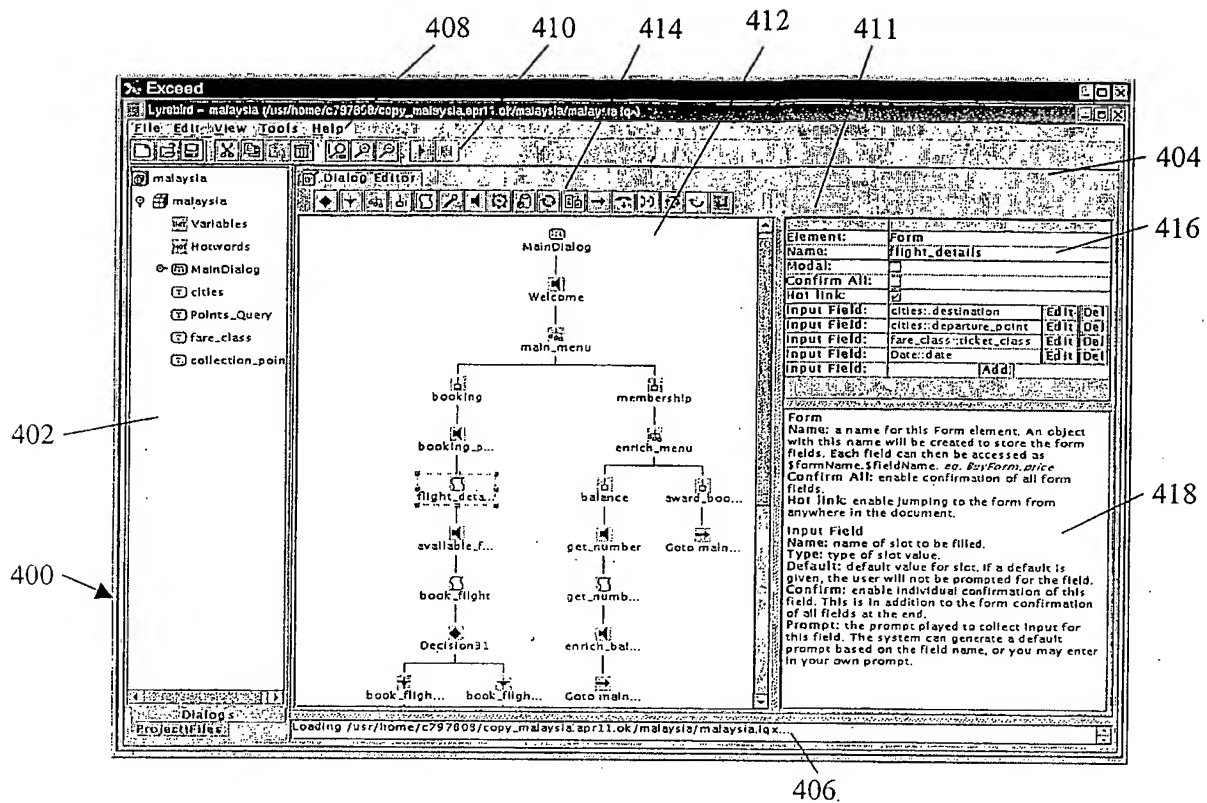 408
410
414
412
411
Exceed
Lyrebird - malaysia (/usr/home/c797808/copy_malaysia.apr11.ok/malaysia/malaysia.lqx)
File Edit View Tools Help
404
malaysia
malaysia
Variables
Hotwords
MainDialog
cities
Points_Query
fare_class
collection_poin
Dialogs
Project Files
402
400
Dialog Editor
MainDialog
Welcome
main_menu
booking
membership
booking_p...
enrich_menu
flight_deta...
balance
award_boo...
available_f...
get_number
Goto main...
book_flight
get_numb...
Decision31
enrich_bal...
book_fligh...
book_fligh...
Goto main...
Element: Form
Name: flight_details
Modal:
Confirm All:
Hot link:
Input Field: cities::destination Edit Del
Input Field: cities::departure_point Edit Del
Input Field: fare_class::ticket_class Edit Del
Input Field: Date::date Edit Del
Input Field: Add
416
Form
Name: a name for this Form element. An object
with this name will be created to store the form
fields. Each field can then be accessed as
$formName.$fieldName. eg. BuyForm.price
Confirm All: enable confirmation of all form
fields.
Hot link: enable jumping to the form from
anywhere in the document.
Input Field
Name: name of slot to be filled.
Type: type of slot value.
Default: default value for slot. If a default is
given, the user will not be prompted for the field.
Confirm: enable individual confirmation of this
field. This is in addition to the form confirmation
of all fields at the end.
Prompt: the prompt played to collect input for
this field. The system can generate a default
prompt based on the field name, or you may enter
in your own prompt.
418
Loading /usr/home/c797808/copy_malaysia.apr11.ok/malaysia/malaysia.lqx...
406